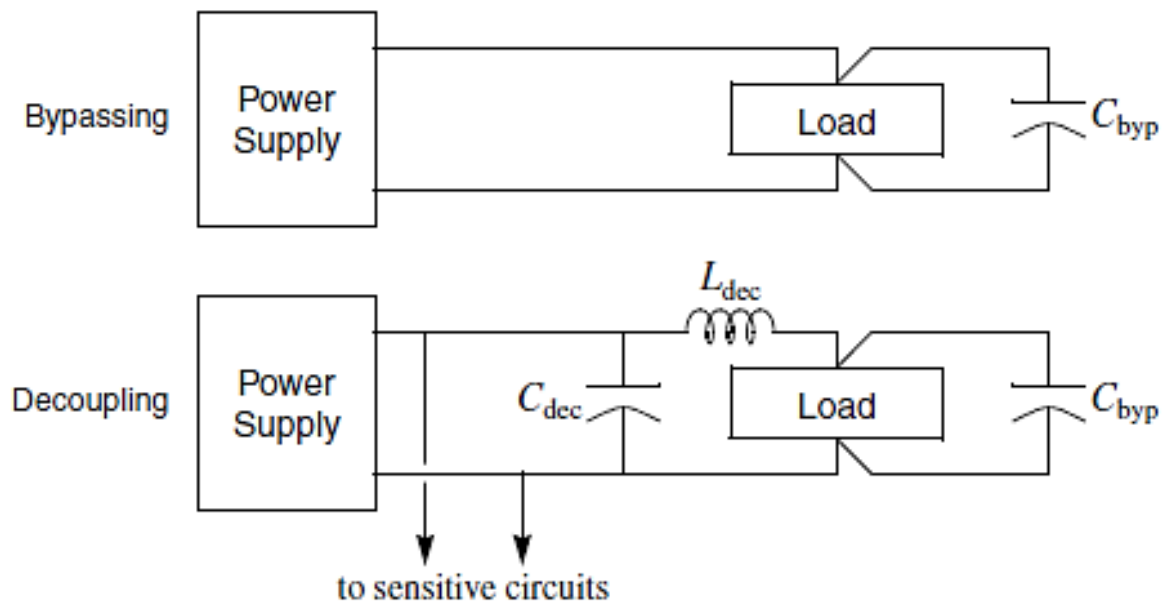 Bypassing
Power
Supply
Load
C_byp
L_dec
Decoupling
Power
Supply
C_dec
Load
C_byp
to sensitive circuits